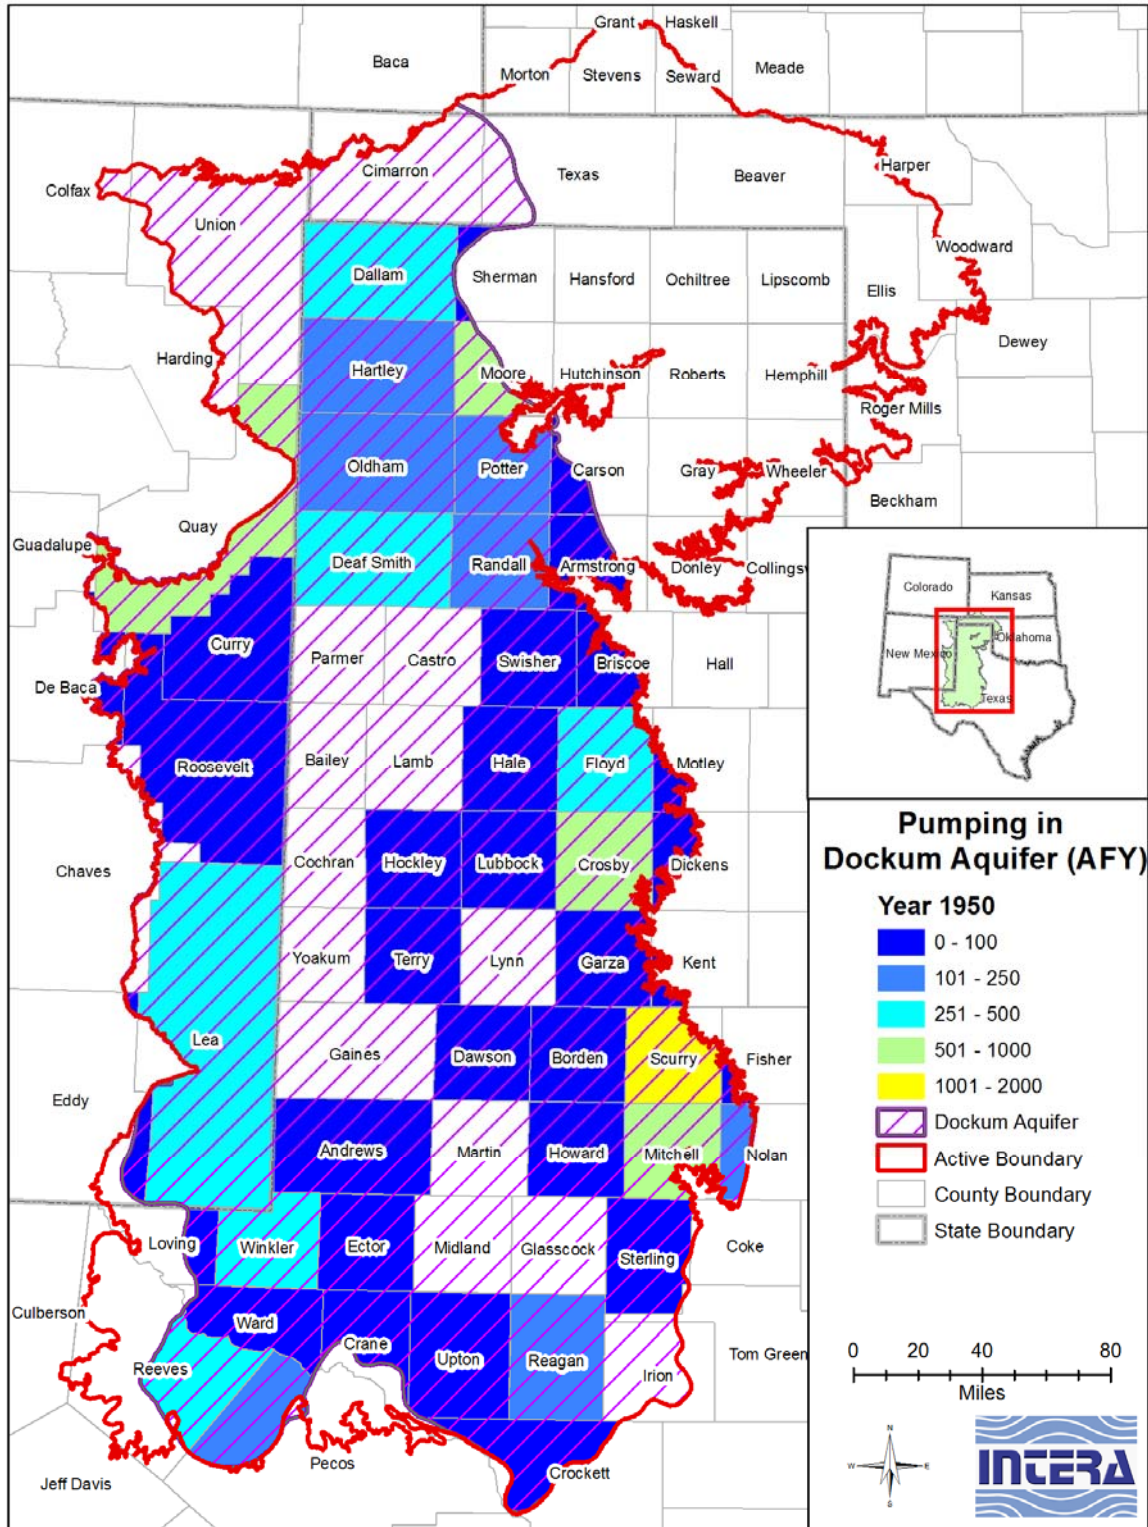 Grant
Haskell
Baca
Morton
Stevens
Seward
Meade
Colfax
Cimarron
Texas
Beaver
Harper
Union
Woodward
Dallam
Sherman
Hansford
Ochiltree
Lipscomb
Ellis
Harding
Hartley
Moore
Hutchinson
Roberts
Hemphill
Dewey
Roger Mills
Oldham
Potter
Carson
Gray
Wheeler
Beckham
Quay
Guadalupe
Deaf Smith
Randall
Armstrong
Donley
Collingsv
Curry
Parmer
Castro
Swisher
Briscoe
Hall
De Baca
Roosevelt
Bailey
Lamb
Hale
Floyd
Motley
Chaves
Cochran
Hockley
Lubbock
Crosby
Dickens
Yoakum
Terry
Lynn
Garza
Kent
Lea
Gaines
Dawson
Borden
Scurry
Fisher
Eddy
Andrews
Martin
Howard
Mitchell
Nolan
Loving
Winkler
Ector
Midland
Glasscock
Sterling
Coke
Culberson
Ward
Crane
Reeves
Upton
Reagan
Irion
Tom Green
Jeff Davis
Pecos
Crockett
Colorado
Kansas
New Mexico
Oklahoma
Texas
Pumping in
Dockum Aquifer (AFY)
Year 1950
0 - 100
101 - 250
251 - 500
501 - 1000
1001 - 2000
Dockum Aquifer
Active Boundary
County Boundary
State Boundary
0 20 40 80
Miles
N
W E
S
INTERA